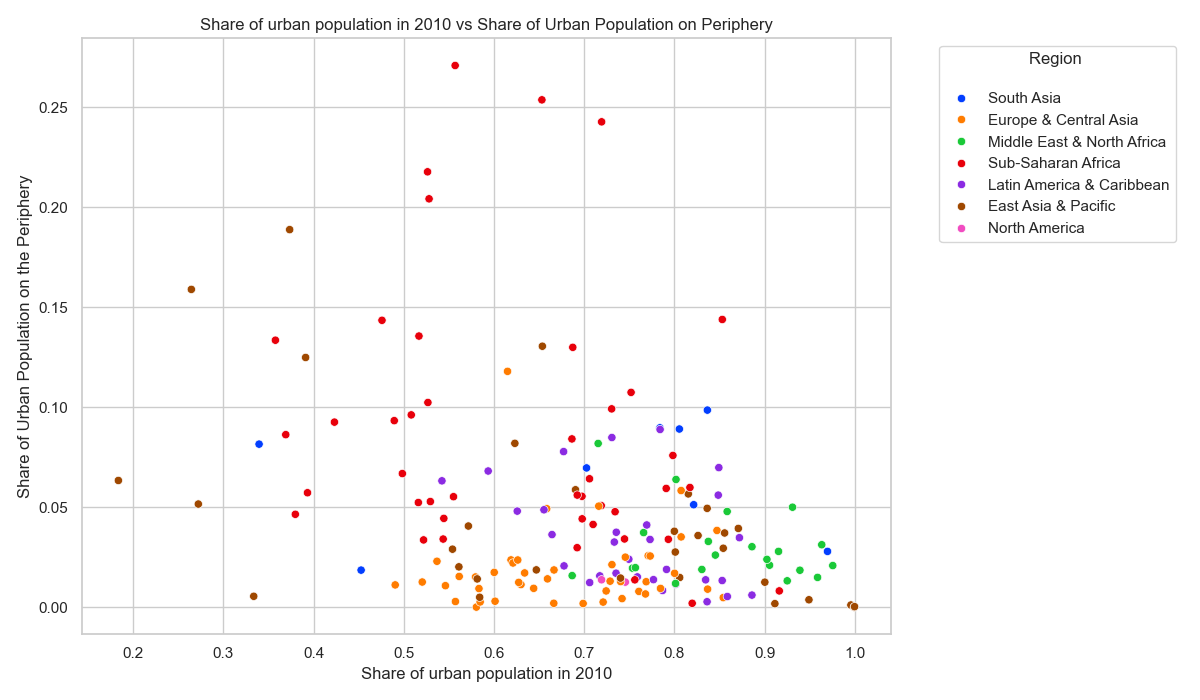 Share of urban population in 2010 vs Share of Urban Population on Periphery
Share of Urban Population on the Periphery
0.25
0.20
0.15
0.10
0.05
0.00
0.2 0.3 0.4 0.5 0.6 0.7 0.8 0.9 1.0
Share of urban population in 2010
Region
South Asia
Europe & Central Asia
Middle East & North Africa
Sub-Saharan Africa
Latin America & Caribbean
East Asia & Pacific
North America